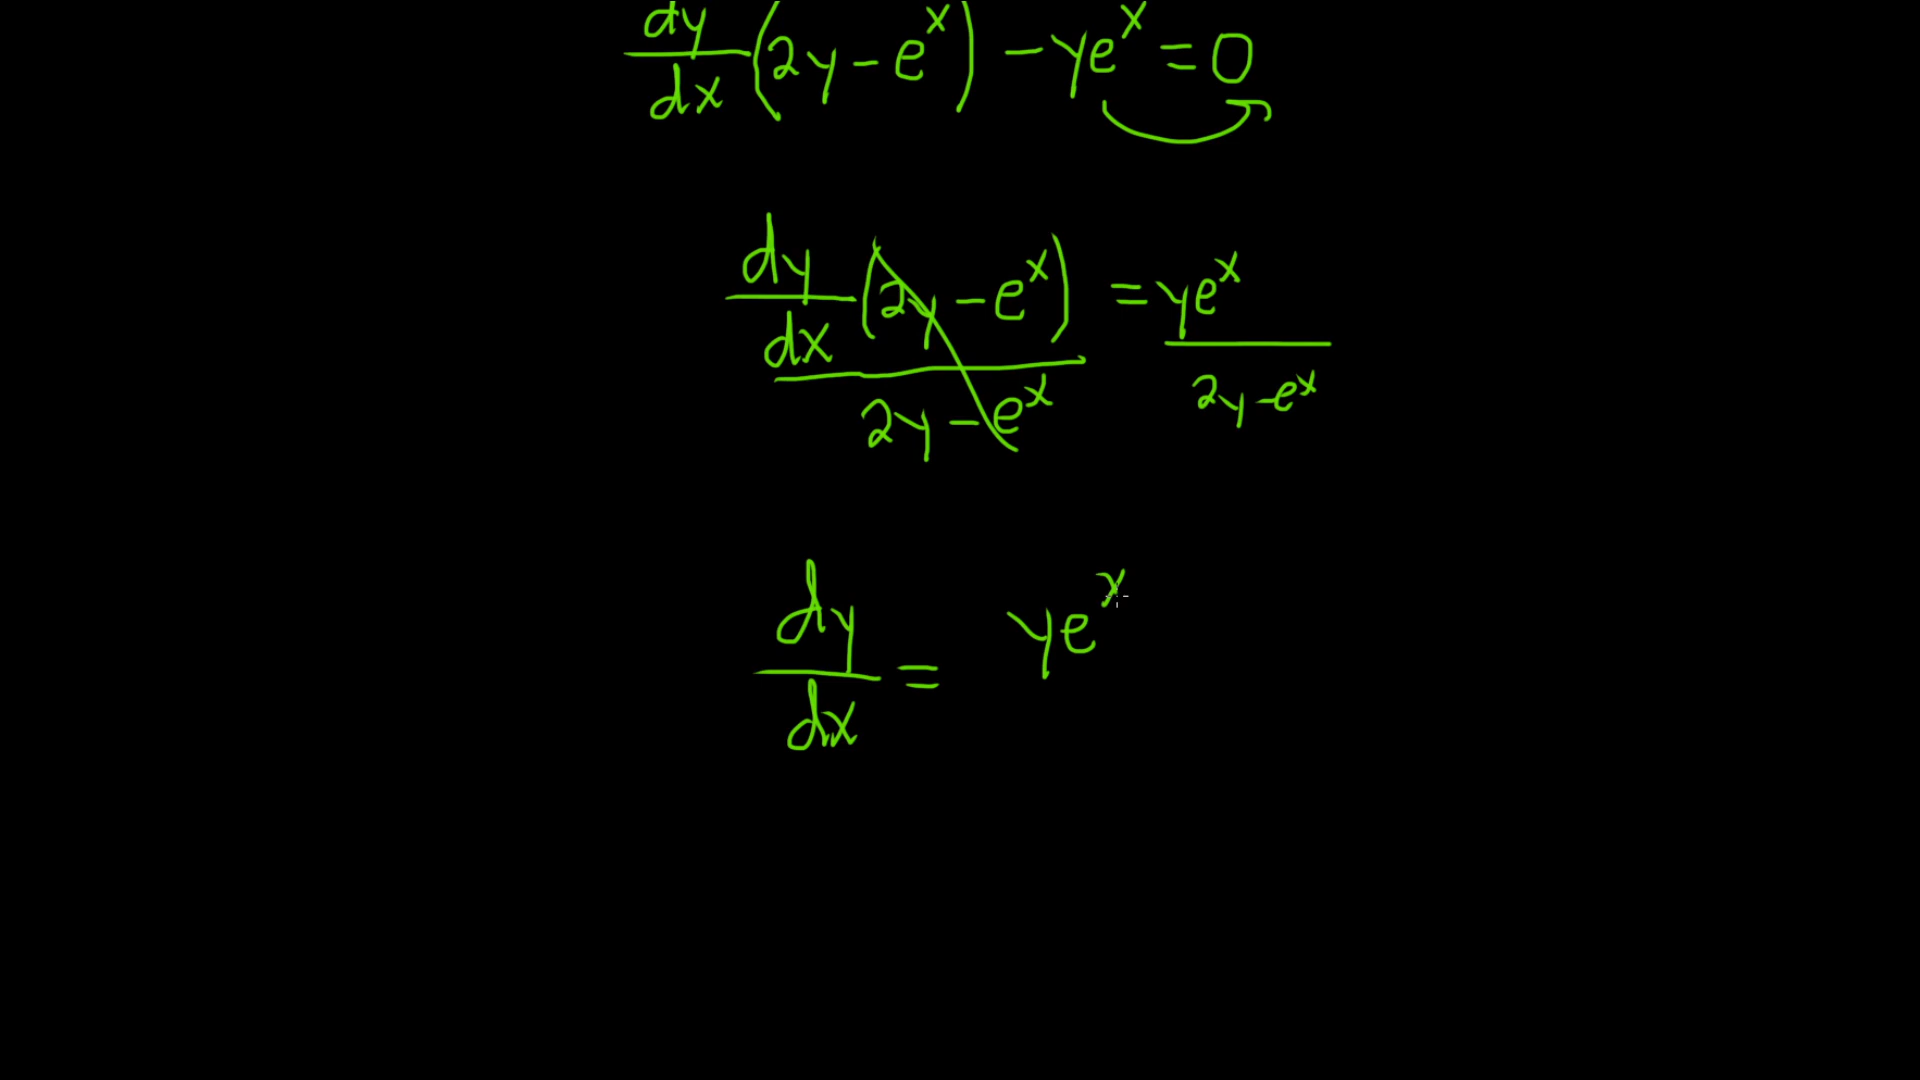 dy/dx (2y - e^x) - ye^x = 0
dy/dx (2y - e^x) / 2y - e^x = ye^x / 2y - e^x
dy/dx = ye^x